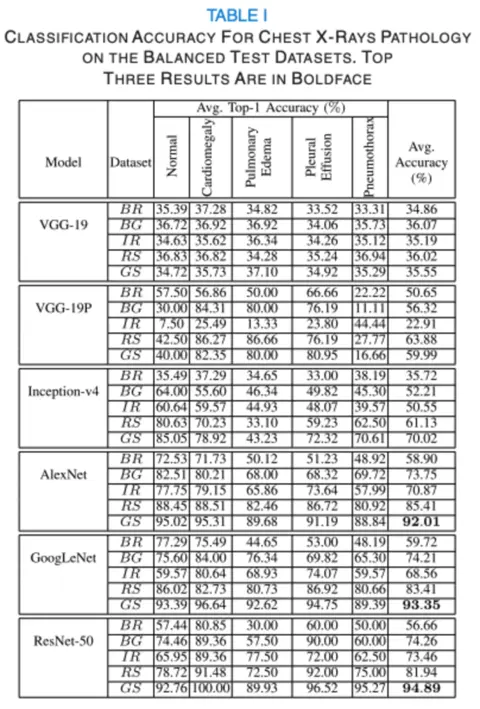 TABLE I
CLASSIFICATION ACCURACY FOR CHEST X-RAYS PATHOLOGY
ON THE BALANCED TEST DATASETS. TOP
THREE RESULTS ARE IN BOLDFACE
Model Dataset Avg. Top-1 Accuracy (%) Avg. Accuracy (%)
Normal Cardiomegaly Pulmonary Edema Pleural Effusion Pneumothorax
VGG-19
BR 35.39 37.28 34.82 33.52 33.31 34.86
BG 36.72 36.92 36.92 34.06 35.73 36.07
IR 34.63 35.62 36.34 34.26 35.12 35.19
RS 36.83 36.82 34.28 35.24 36.94 36.02
GS 34.72 35.73 37.10 34.92 35.29 35.55
VGG-19P
BR 57.50 56.86 50.00 66.66 22.22 50.65
BG 30.00 84.31 80.00 76.19 11.11 56.32
IR 7.50 25.49 13.33 23.80 44.44 22.91
RS 42.50 86.27 86.66 76.19 27.77 63.88
GS 40.00 82.35 80.00 80.95 16.66 59.99
Inception-v4
BR 35.49 37.29 34.65 33.00 38.19 35.72
BG 64.00 55.60 46.34 49.82 45.30 52.21
IR 60.64 59.57 44.93 48.07 39.57 50.55
RS 80.63 70.23 33.10 59.23 62.50 61.13
GS 85.05 78.92 43.23 72.32 70.61 70.02
AlexNet
BR 72.53 71.73 50.12 51.23 48.92 58.90
BG 82.51 80.21 68.00 68.32 69.72 73.75
IR 77.75 79.15 65.86 73.64 57.99 70.87
RS 88.45 88.51 82.46 86.72 80.92 85.41
GS 95.02 95.31 89.68 91.19 88.84 92.01
GoogLeNet
BR 77.29 75.49 44.65 53.00 48.19 59.72
BG 75.60 84.00 76.34 69.82 65.30 74.21
IR 59.57 80.64 68.93 74.07 59.57 68.56
RS 86.02 82.73 80.73 86.92 80.66 83.41
GS 93.39 96.64 92.62 94.75 89.39 93.35
ResNet-50
BR 57.44 80.85 30.00 60.00 50.00 56.66
BG 74.46 89.36 57.50 90.00 60.00 74.26
IR 65.95 89.36 77.50 72.00 62.50 73.46
RS 78.72 91.48 72.50 92.00 75.00 81.94
GS 92.76 100.00 89.93 96.52 95.27 94.89